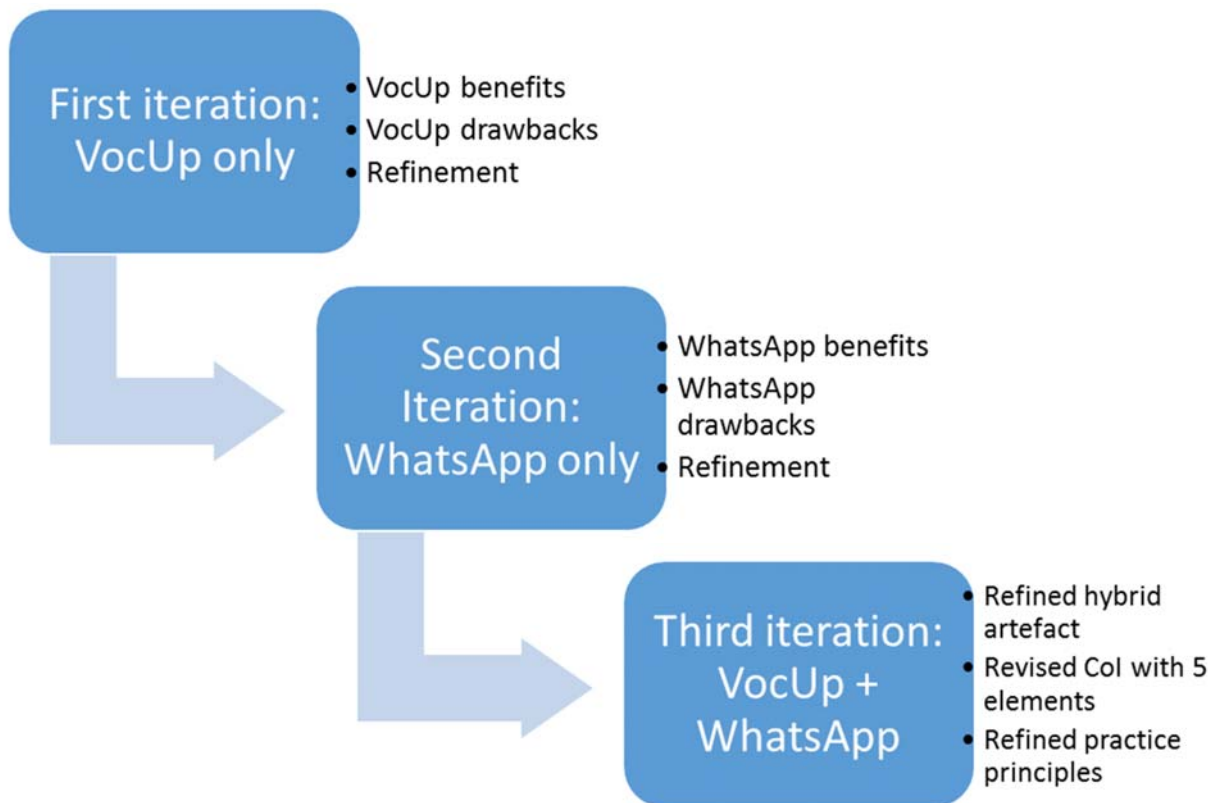 First iteration:
VocUp only
• VocUp benefits
• VocUp drawbacks
• Refinement
Second
Iteration:
WhatsApp only
• WhatsApp benefits
• WhatsApp
drawbacks
• Refinement
Third iteration:
VocUp +
WhatsApp
• Refined hybrid
artefact
• Revised CoI with 5
elements
• Refined practice
principles